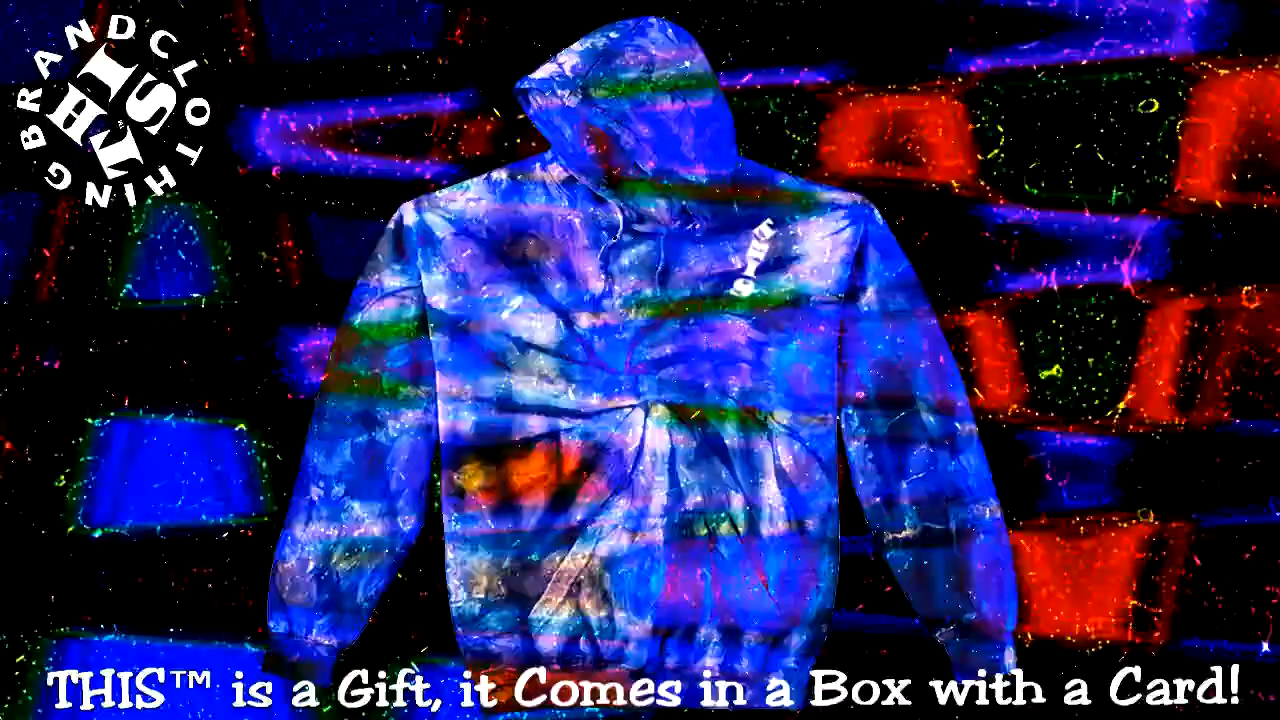 BRANDCLOTHING
THIS
THIS™ is a Gift, it Comes in a Box with a Card!